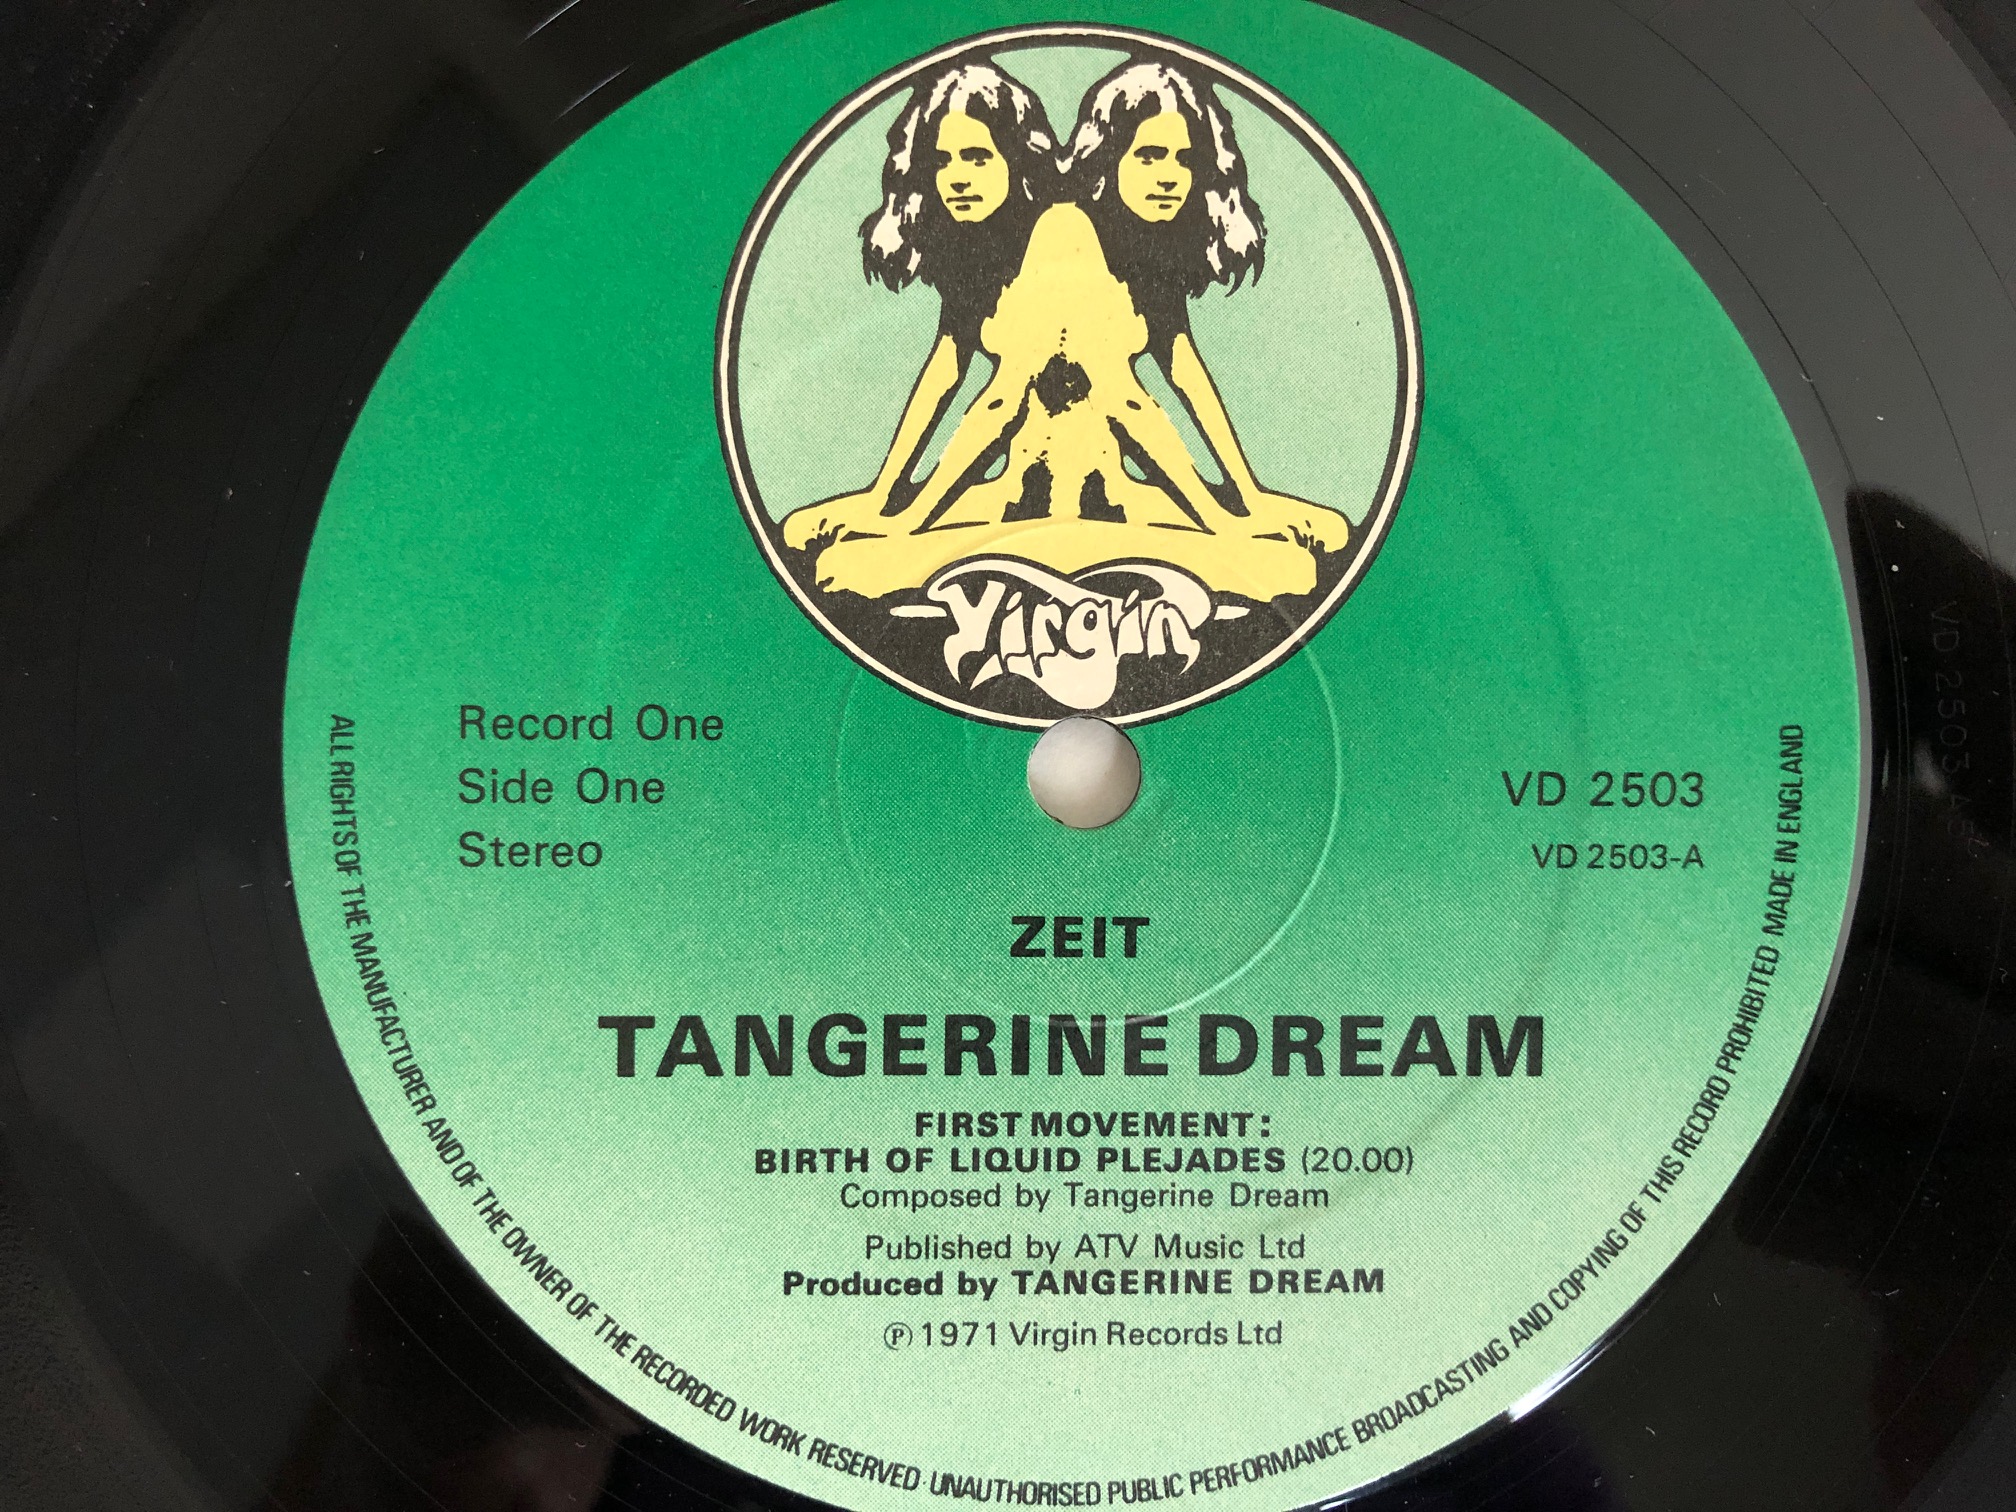 Virgin
Record One
Side One
Stereo
VD 2503
VD 2503-A
ZEIT
TANGERINE DREAM
FIRST MOVEMENT:
BIRTH OF LIQUID PLEJADES (20.00)
Composed by Tangerine Dream
Published by ATV Music Ltd
Produced by TANGERINE DREAM
Ⓟ 1971 Virgin Records Ltd
ALL RIGHTS OF THE MANUFACTURER AND OF THE OWNER OF THE RECORDED WORK RESERVED · UNAUTHORISED PUBLIC PERFORMANCE BROADCASTING AND COPYING OF THIS RECORD PROHIBITED MADE IN ENGLAND
VD 2503